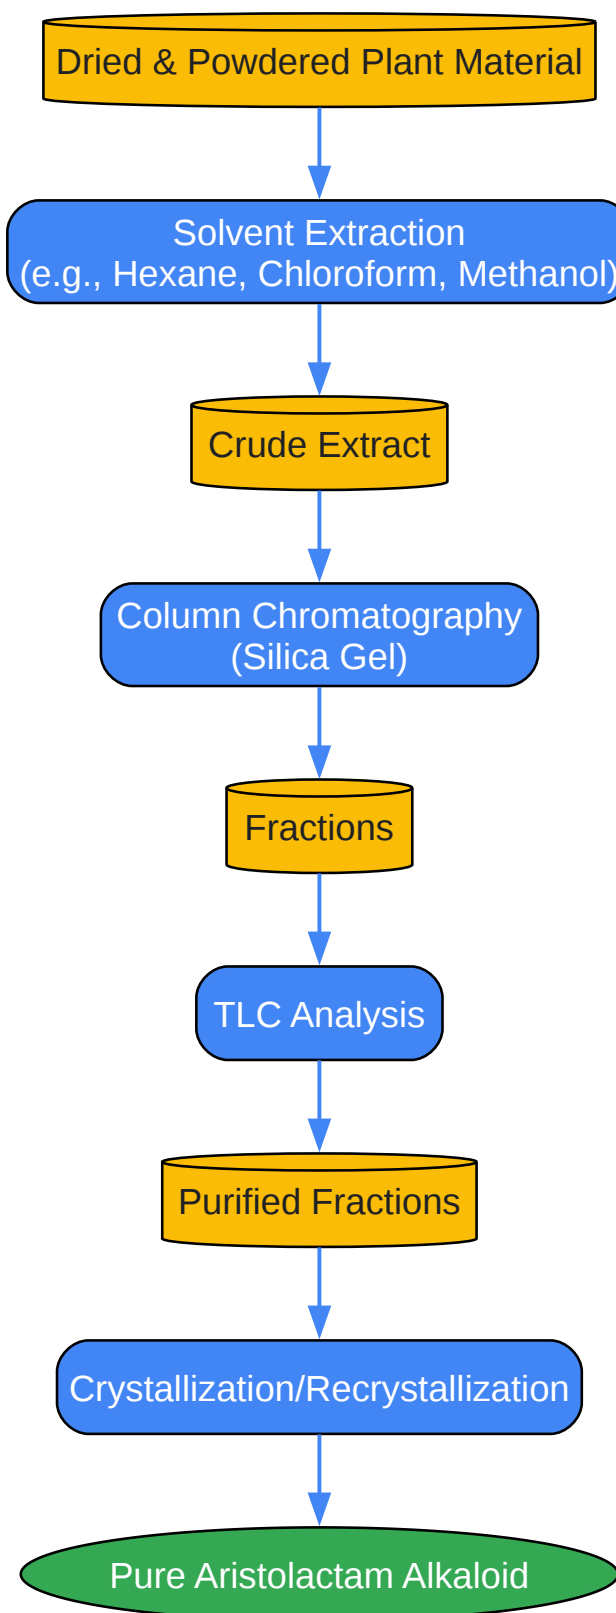 Dried & Powdered Plant Material
Solvent Extraction
(e.g., Hexane, Chloroform, Methanol)
Crude Extract
Column Chromatography
(Silica Gel)
Fractions
TLC Analysis
Purified Fractions
Crystallization/Recrystallization
Pure Aristolactam Alkaloid